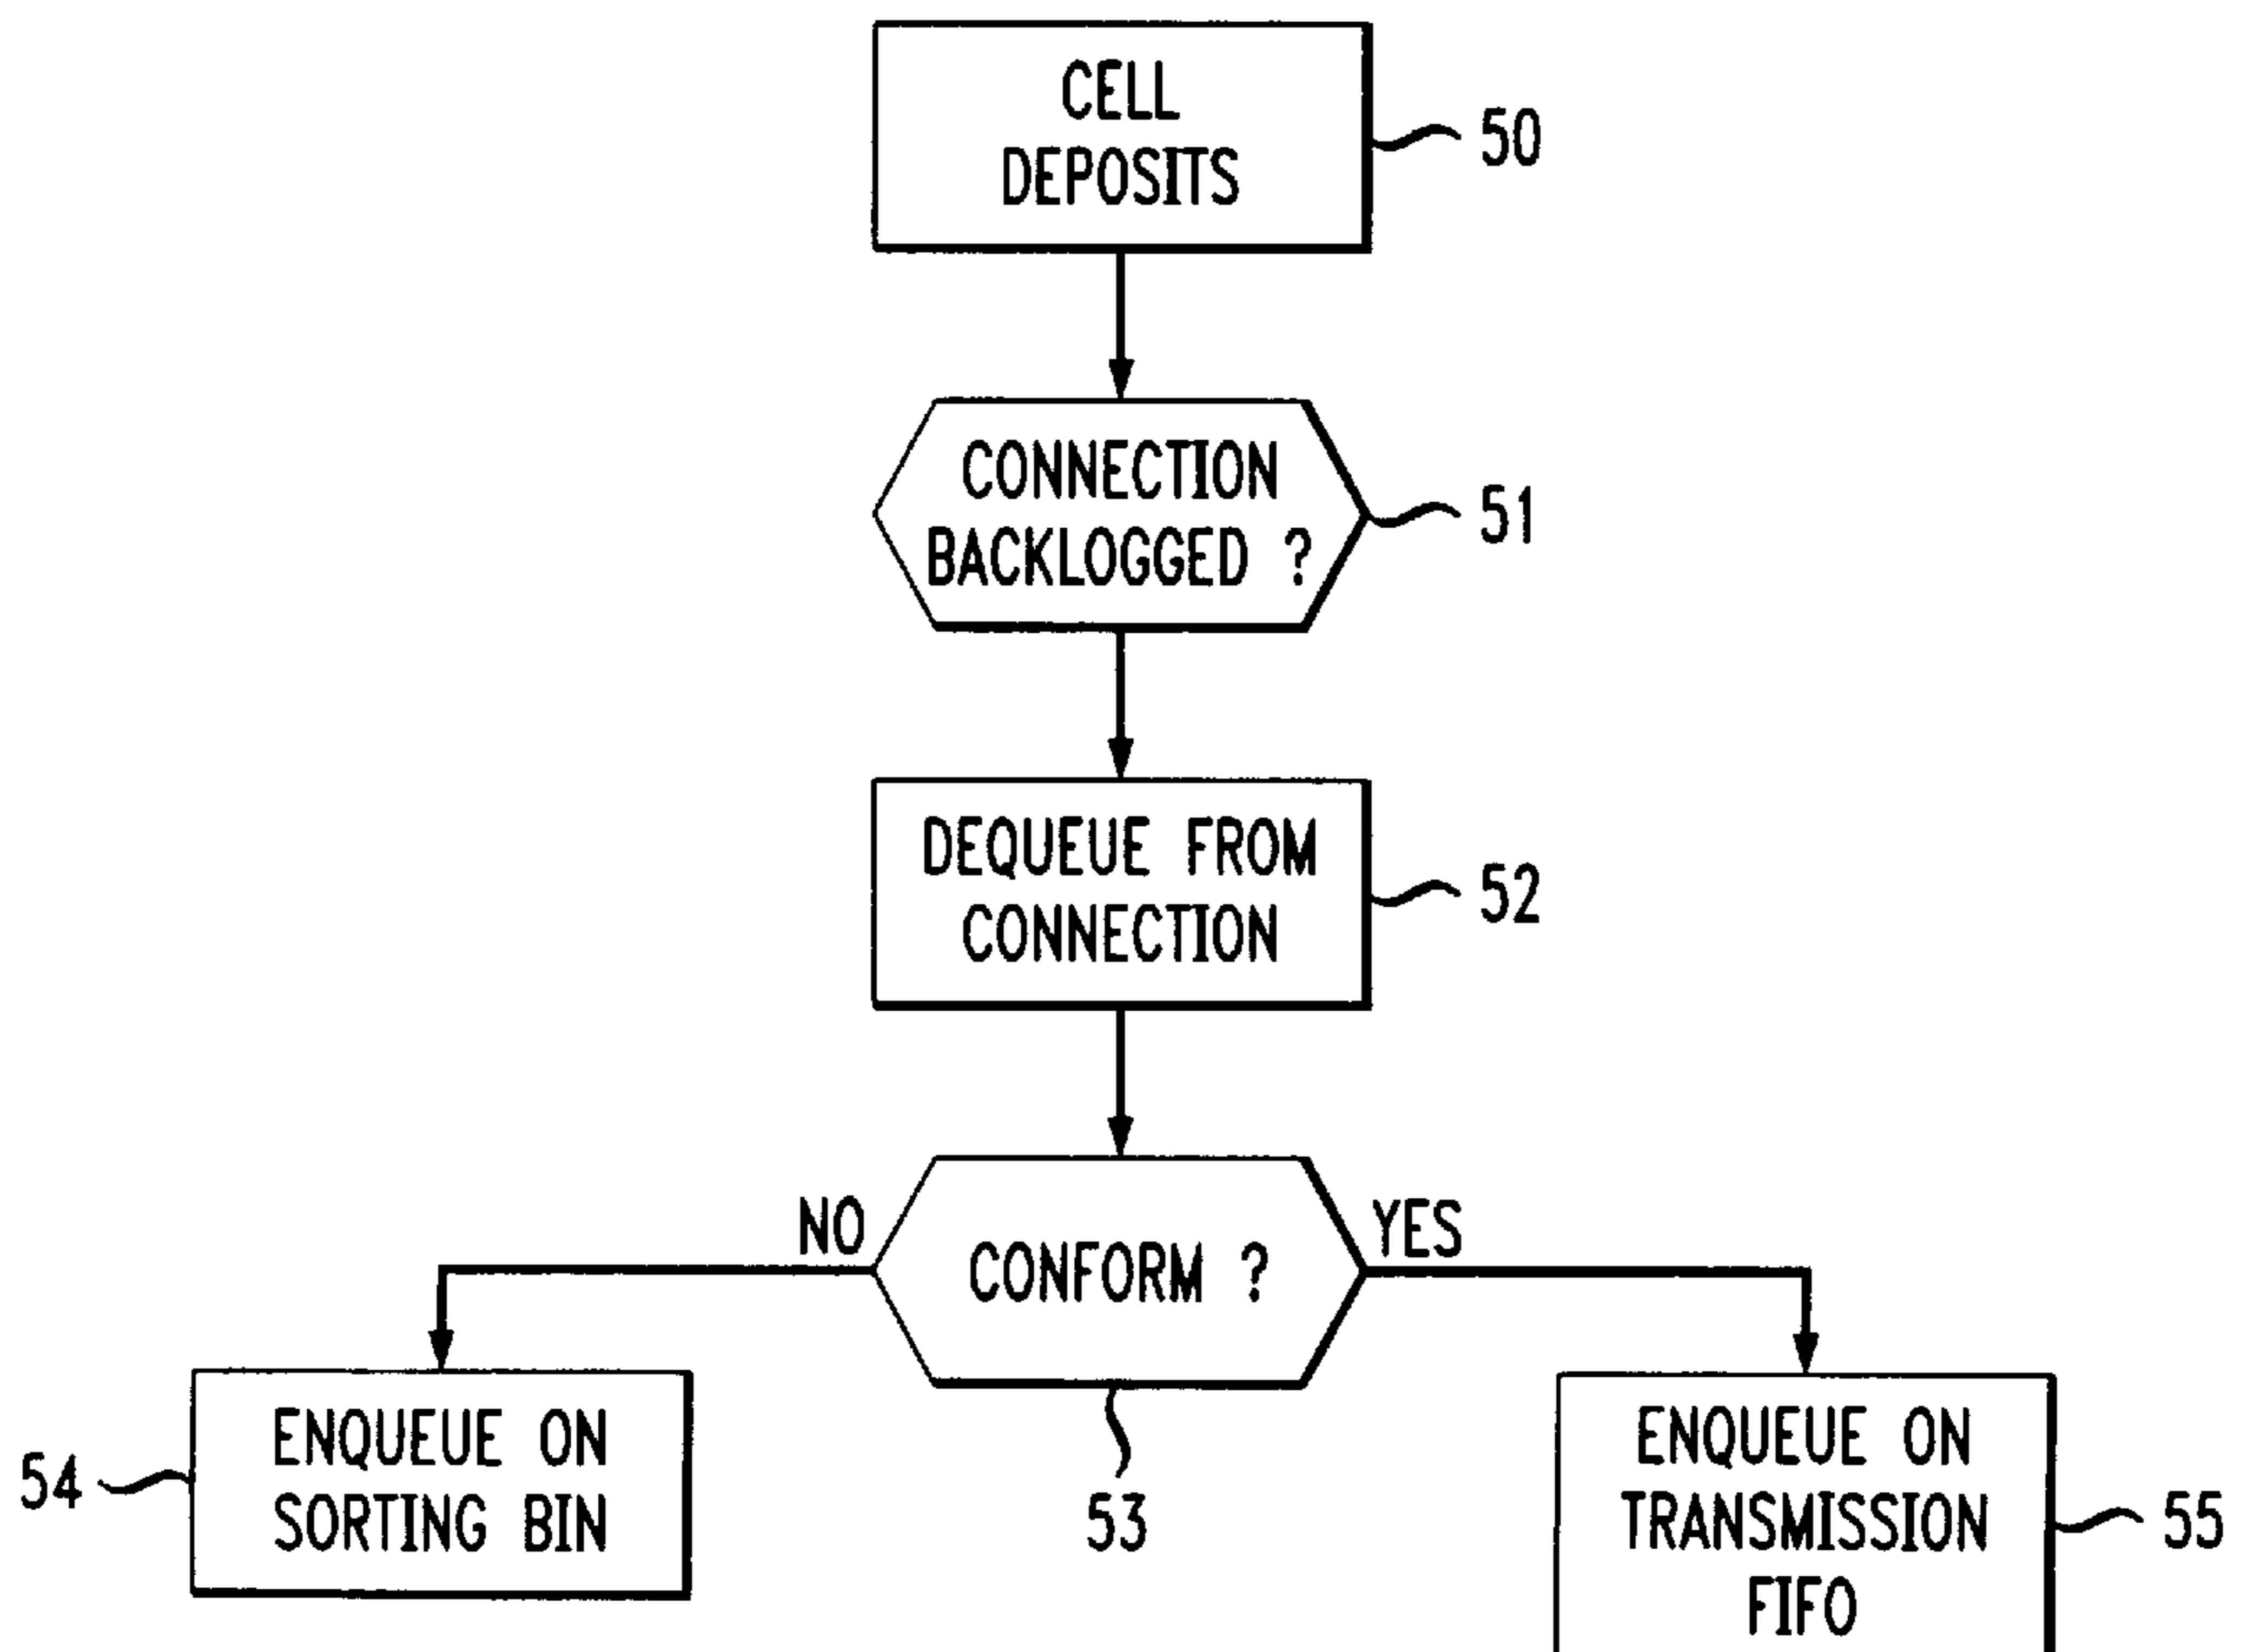 CELL
DEPOSITS
50
CONNECTION
BACKLOGGED ?
51
DEQUEUE FROM
CONNECTION
52
NO
YES
CONFORM ?
53
54
ENQUEUE ON
SORTING BIN
ENQUEUE ON
TRANSMISSION
FIFO
55